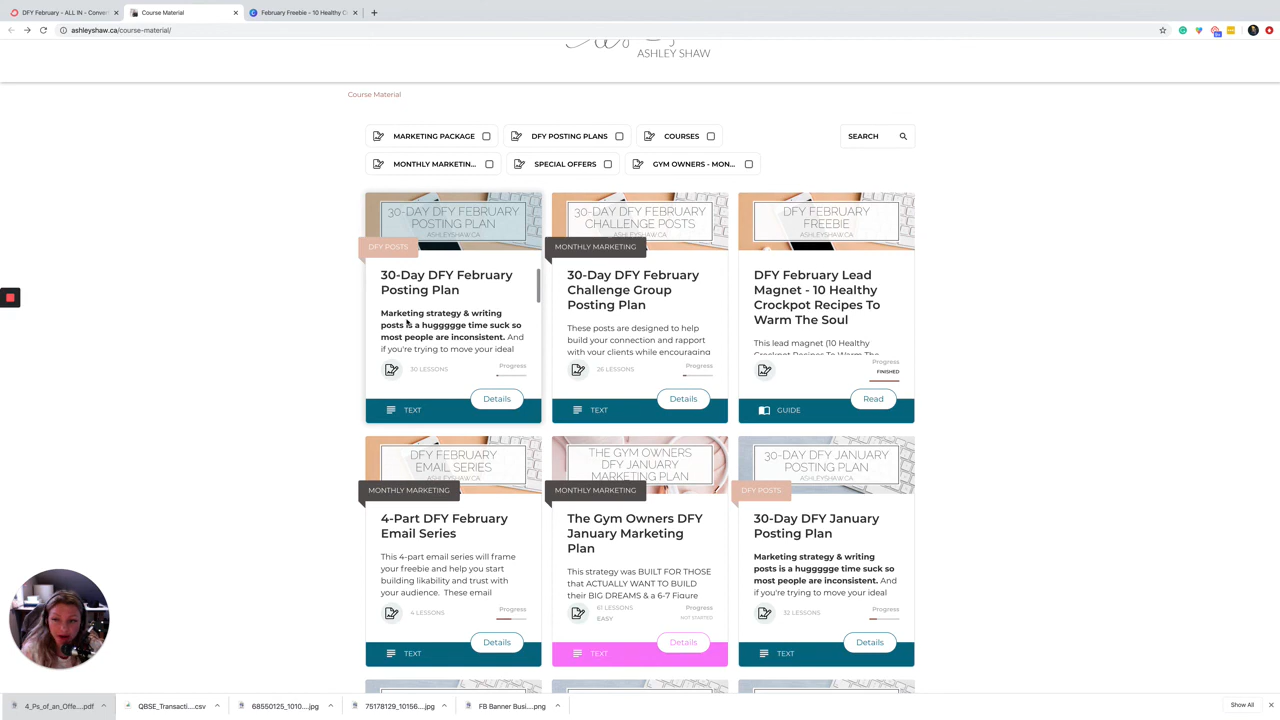 DFY February - ALL IN - Convert
Course Material
February Freebie - 10 Healthy C
ashleyshaw.ca/course-material/
ASHLEY SHAW
Course Material
MARKETING PACKAGE
DFY POSTING PLANS
COURSES
SEARCH
MONTHLY MARKETIN...
SPECIAL OFFERS
GYM OWNERS - MON...
30-DAY DFY FEBRUARY
POSTING PLAN
ASHLEYSHAW.CA
DFY POSTS
30-Day DFY February
Posting Plan
Marketing strategy & writing
posts is a huggggge time suck so
most people are inconsistent. And
if you're trying to move your ideal
30 LESSONS
Progress
Details
TEXT
30-DAY DFY FEBRUARY
CHALLENGE POSTS
ASHLEYSHAW.CA
MONTHLY MARKETING
30-Day DFY February
Challenge Group
Posting Plan
These posts are designed to help
build your connection and rapport
with your clients while encouraging
26 LESSONS
Progress
Details
TEXT
DFY FEBRUARY
FREEBIE
ASHLEYSHAW.CA
DFY February Lead
Magnet - 10 Healthy
Crockpot Recipes To
Warm The Soul
This lead magnet (10 Healthy
Crockpot Recipes To Warm The
Progress
FINISHED
Read
GUIDE
DFY FEBRUARY
EMAIL SERIES
ASHLEYSHAW.CA
MONTHLY MARKETING
4-Part DFY February
Email Series
This 4-part email series will frame
your freebie and help you start
building likability and trust with
your audience. These email
4 LESSONS
Progress
Details
TEXT
THE GYM OWNERS
DFY JANUARY
MARKETING PLAN
MONTHLY MARKETING
The Gym Owners DFY
January Marketing
Plan
This strategy was BUILT FOR THOSE
that ACTUALLY WANT TO BUILD
their BIG DREAMS & a 6-7 Figure
61 LESSONS
EASY
Progress
NOT STARTED
Details
TEXT
30-DAY DFY JANUARY
POSTING PLAN
ASHLEYSHAW.CA
DFY POSTS
30-Day DFY January
Posting Plan
Marketing strategy & writing
posts is a huggggge time suck so
most people are inconsistent. And
if you're trying to move your ideal
32 LESSONS
Progress
Details
TEXT
4_Ps_of_an_Offe....pdf
QBSE_Transacti....csv
68550125_1010....jpg
75178129_10156....jpg
FB Banner Busi....png
Show All